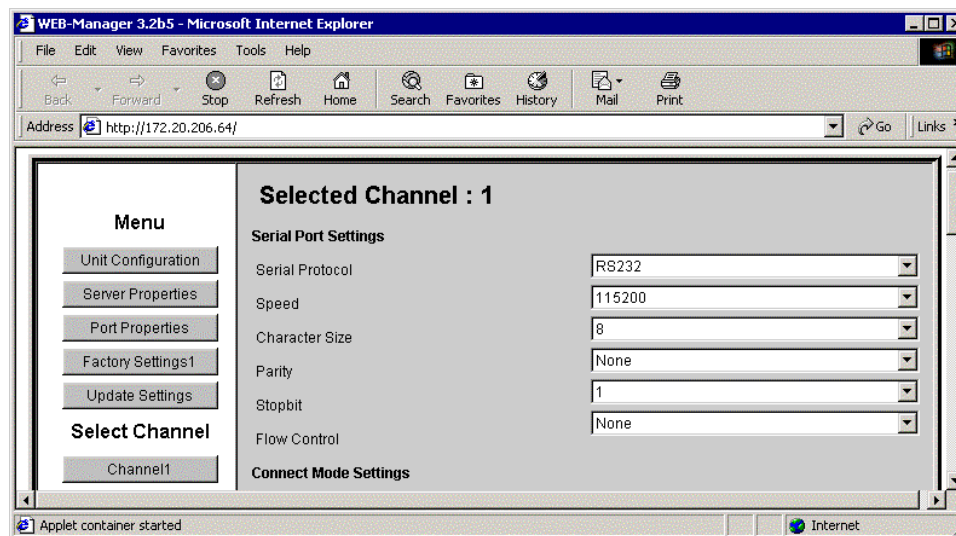 WEB-Manager 3.2b5 - Microsoft Internet Explorer
File Edit View Favorites Tools Help
Back Forward Stop Refresh Home Search Favorites History Mail Print
Address http://172.20.206.64/ Go Links
Selected Channel : 1
Menu
Serial Port Settings
Unit Configuration
Serial Protocol RS232
Server Properties
Speed 115200
Port Properties
Character Size 8
Factory Settings1
Parity None
Update Settings
Stopbit 1
Select Channel
Flow Control None
Channel1
Connect Mode Settings
Applet container started
Internet